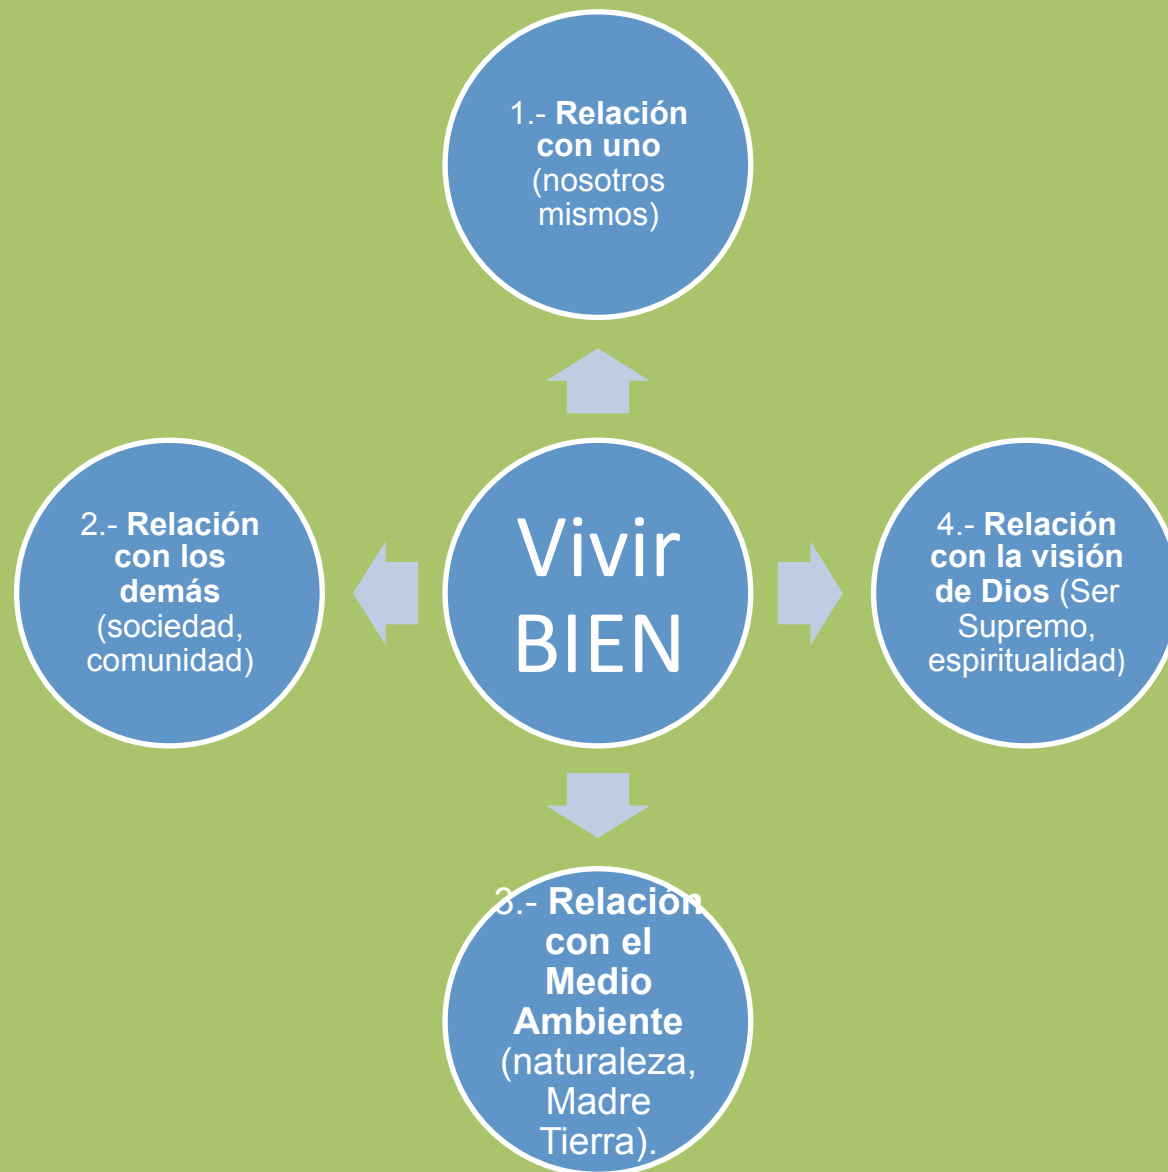 1.- Relación
con uno
(nosotros
mismos)
2.- Relación
con los
demás
(sociedad,
comunidad)
Vivir
BIEN
4.- Relación
con la visión
de Dios (Ser
Supremo,
espiritualidad)
3.- Relación
con el
Medio
Ambiente
(naturaleza,
Madre
Tierra).